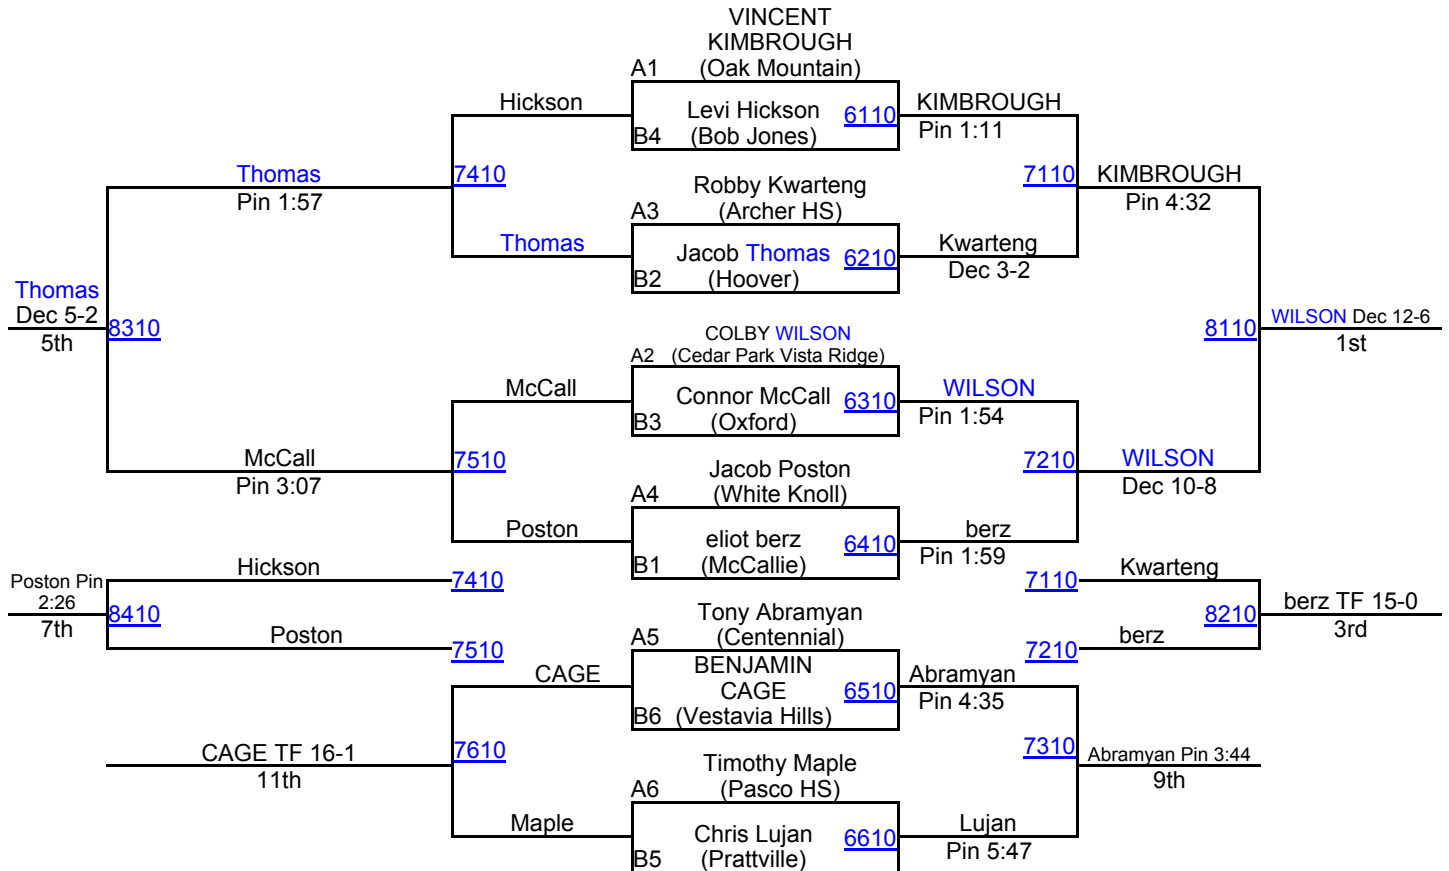 VINCENT
KIMBROUGH
A1 (Oak Mountain)
Hickson Levi Hickson 6110 KIMBROUGH
B4 (Bob Jones) Pin 1:11
Thomas 7410 Robby Kwarteng 7110 KIMBROUGH
Pin 1:57 A3 (Archer HS) Pin 4:32
Thomas Jacob Thomas 6210 Kwarteng
B2 (Hoover) Dec 3-2
Thomas
Dec 5-2 8310 COLBY WILSON 8110 WILSON Dec 12-6
5th A2 (Cedar Park Vista Ridge) 1st
McCall Connor McCall 6310 WILSON
B3 (Oxford) Pin 1:54
McCall 7510 Jacob Poston 7210 WILSON
Pin 3:07 A4 (White Knoll) Dec 10-8
Poston eliot berz 6410 berz
B1 (McCallie) Pin 1:59
Hickson 7410 7110 Kwarteng
Poston Pin
2:26 8410 Tony Abramyan 8210 berz TF 15-0
7th A5 (Centennial) 3rd
Poston 7510 7210 berz
CAGE BENJAMIN
CAGE 6510 Abramyan
B6 (Vestavia Hills) Pin 4:35
CAGE TF 16-1 7610 Timothy Maple 7310 Abramyan Pin 3:44
11th A6 (Pasco HS) 9th
Maple Chris Lujan 6610 Lujan
B5 (Prattville) Pin 5:47